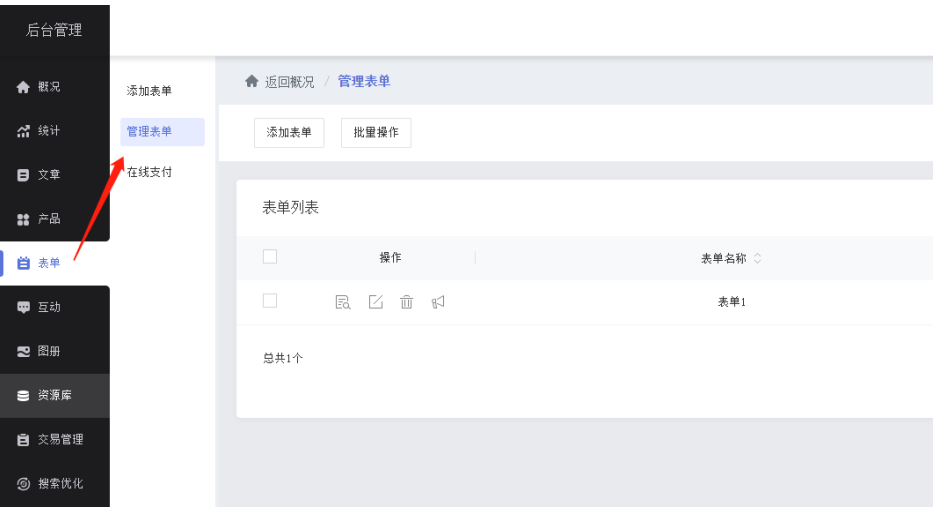 后台管理
概况
统计
文章
产品
表单
互动
图册
资源库
交易管理
搜索优化
添加表单
管理表单
在线支付
返回概况 / 管理表单
添加表单 批量操作
表单列表
操作 表单名称
表单1
总共1个